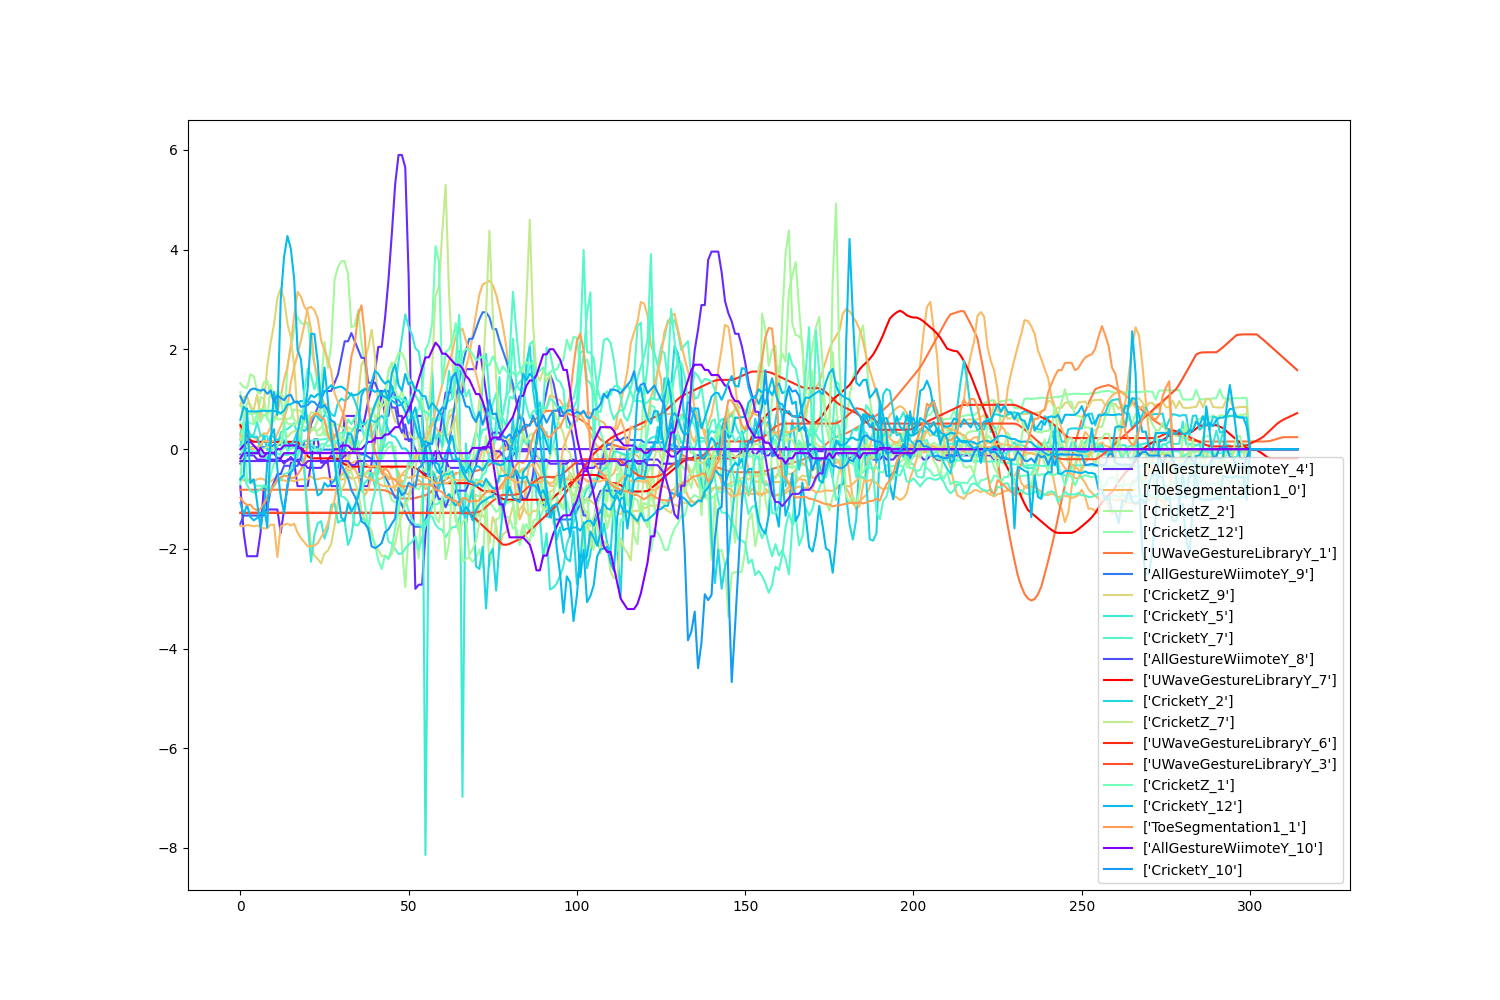 6
4
2
0
−2
−4
−6
−8
0
50
100
150
200
250
300
['AllGestureWiimoteY_4']
['ToeSegmentation1_0']
['CricketZ_2']
['CricketZ_12']
['UWaveGestureLibraryY_1']
['AllGestureWiimoteY_9']
['CricketZ_9']
['CricketY_5']
['CricketY_7']
['AllGestureWiimoteY_8']
['UWaveGestureLibraryY_7']
['CricketY_2']
['CricketZ_7']
['UWaveGestureLibraryY_6']
['UWaveGestureLibraryY_3']
['CricketZ_1']
['CricketY_12']
['ToeSegmentation1_1']
['AllGestureWiimoteY_10']
['CricketY_10']